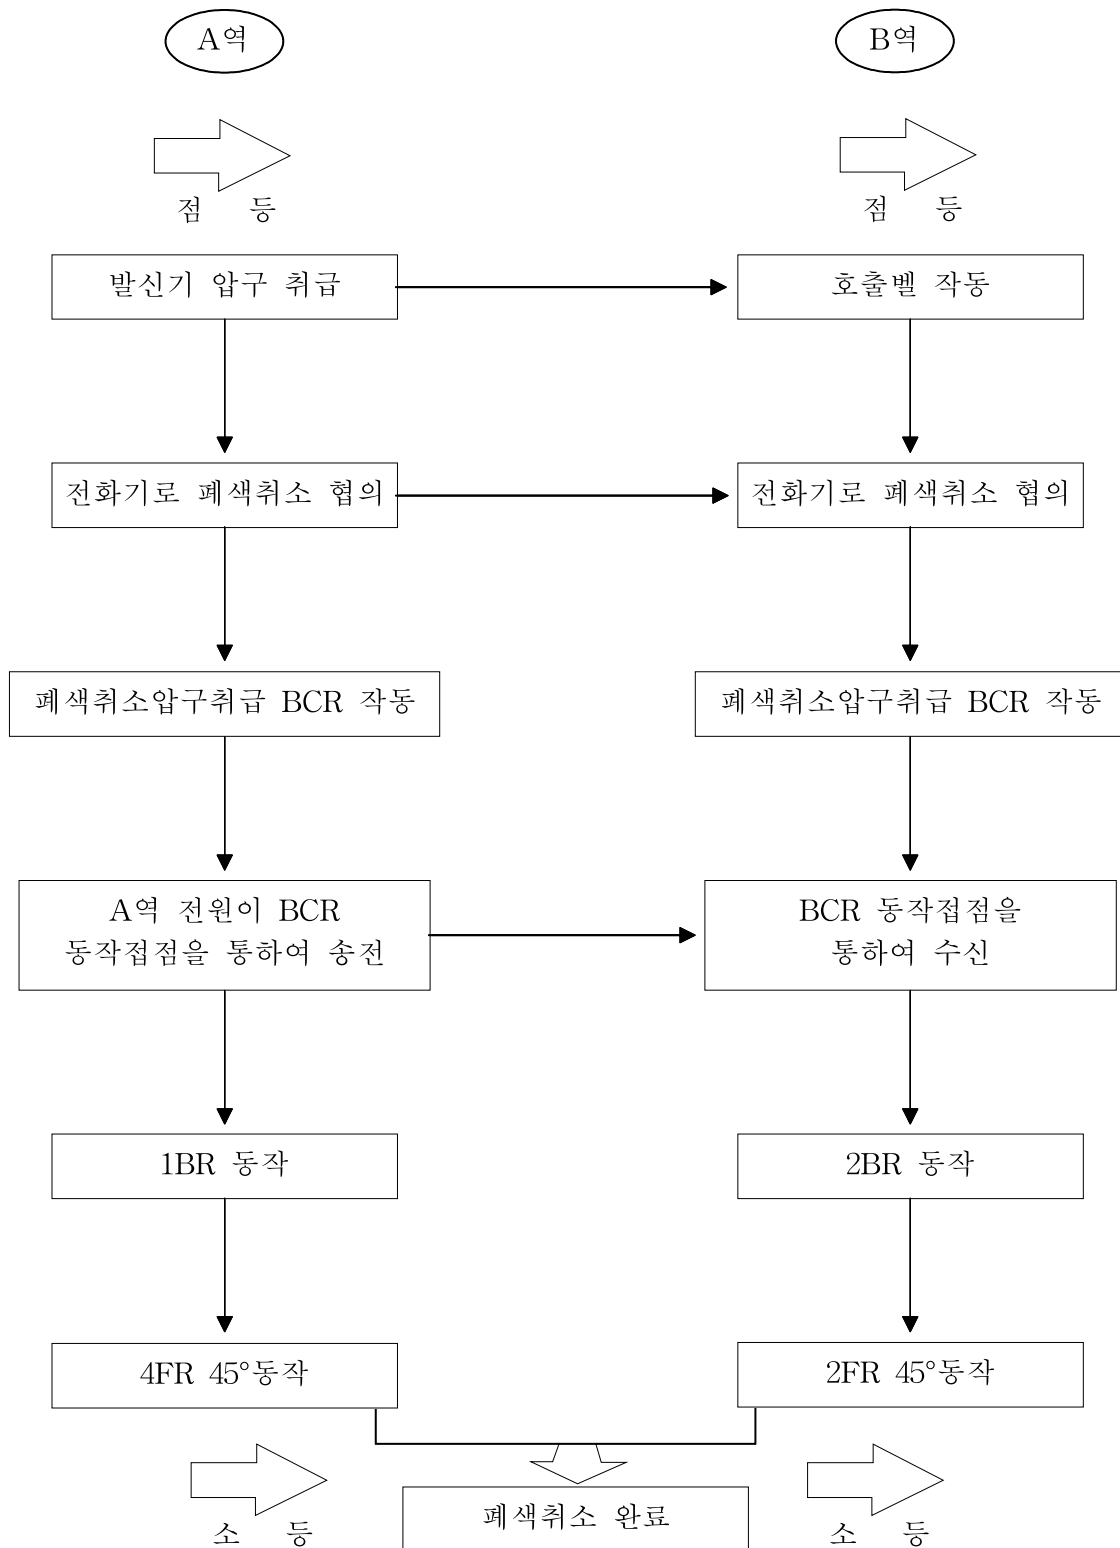 A역
B역
점 등
점 등
발신기 압구 취급
호출벨 작동
전화기로 폐색취소 협의
전화기로 폐색취소 협의
폐색취소압구취급 BCR 작동
폐색취소압구취급 BCR 작동
A역 전원이 BCR
동작접점을 통하여 송전
BCR 동작접점을
통하여 수신
1BR 동작
2BR 동작
4FR 45°동작
2FR 45°동작
소 등
폐색취소 완료
소 등